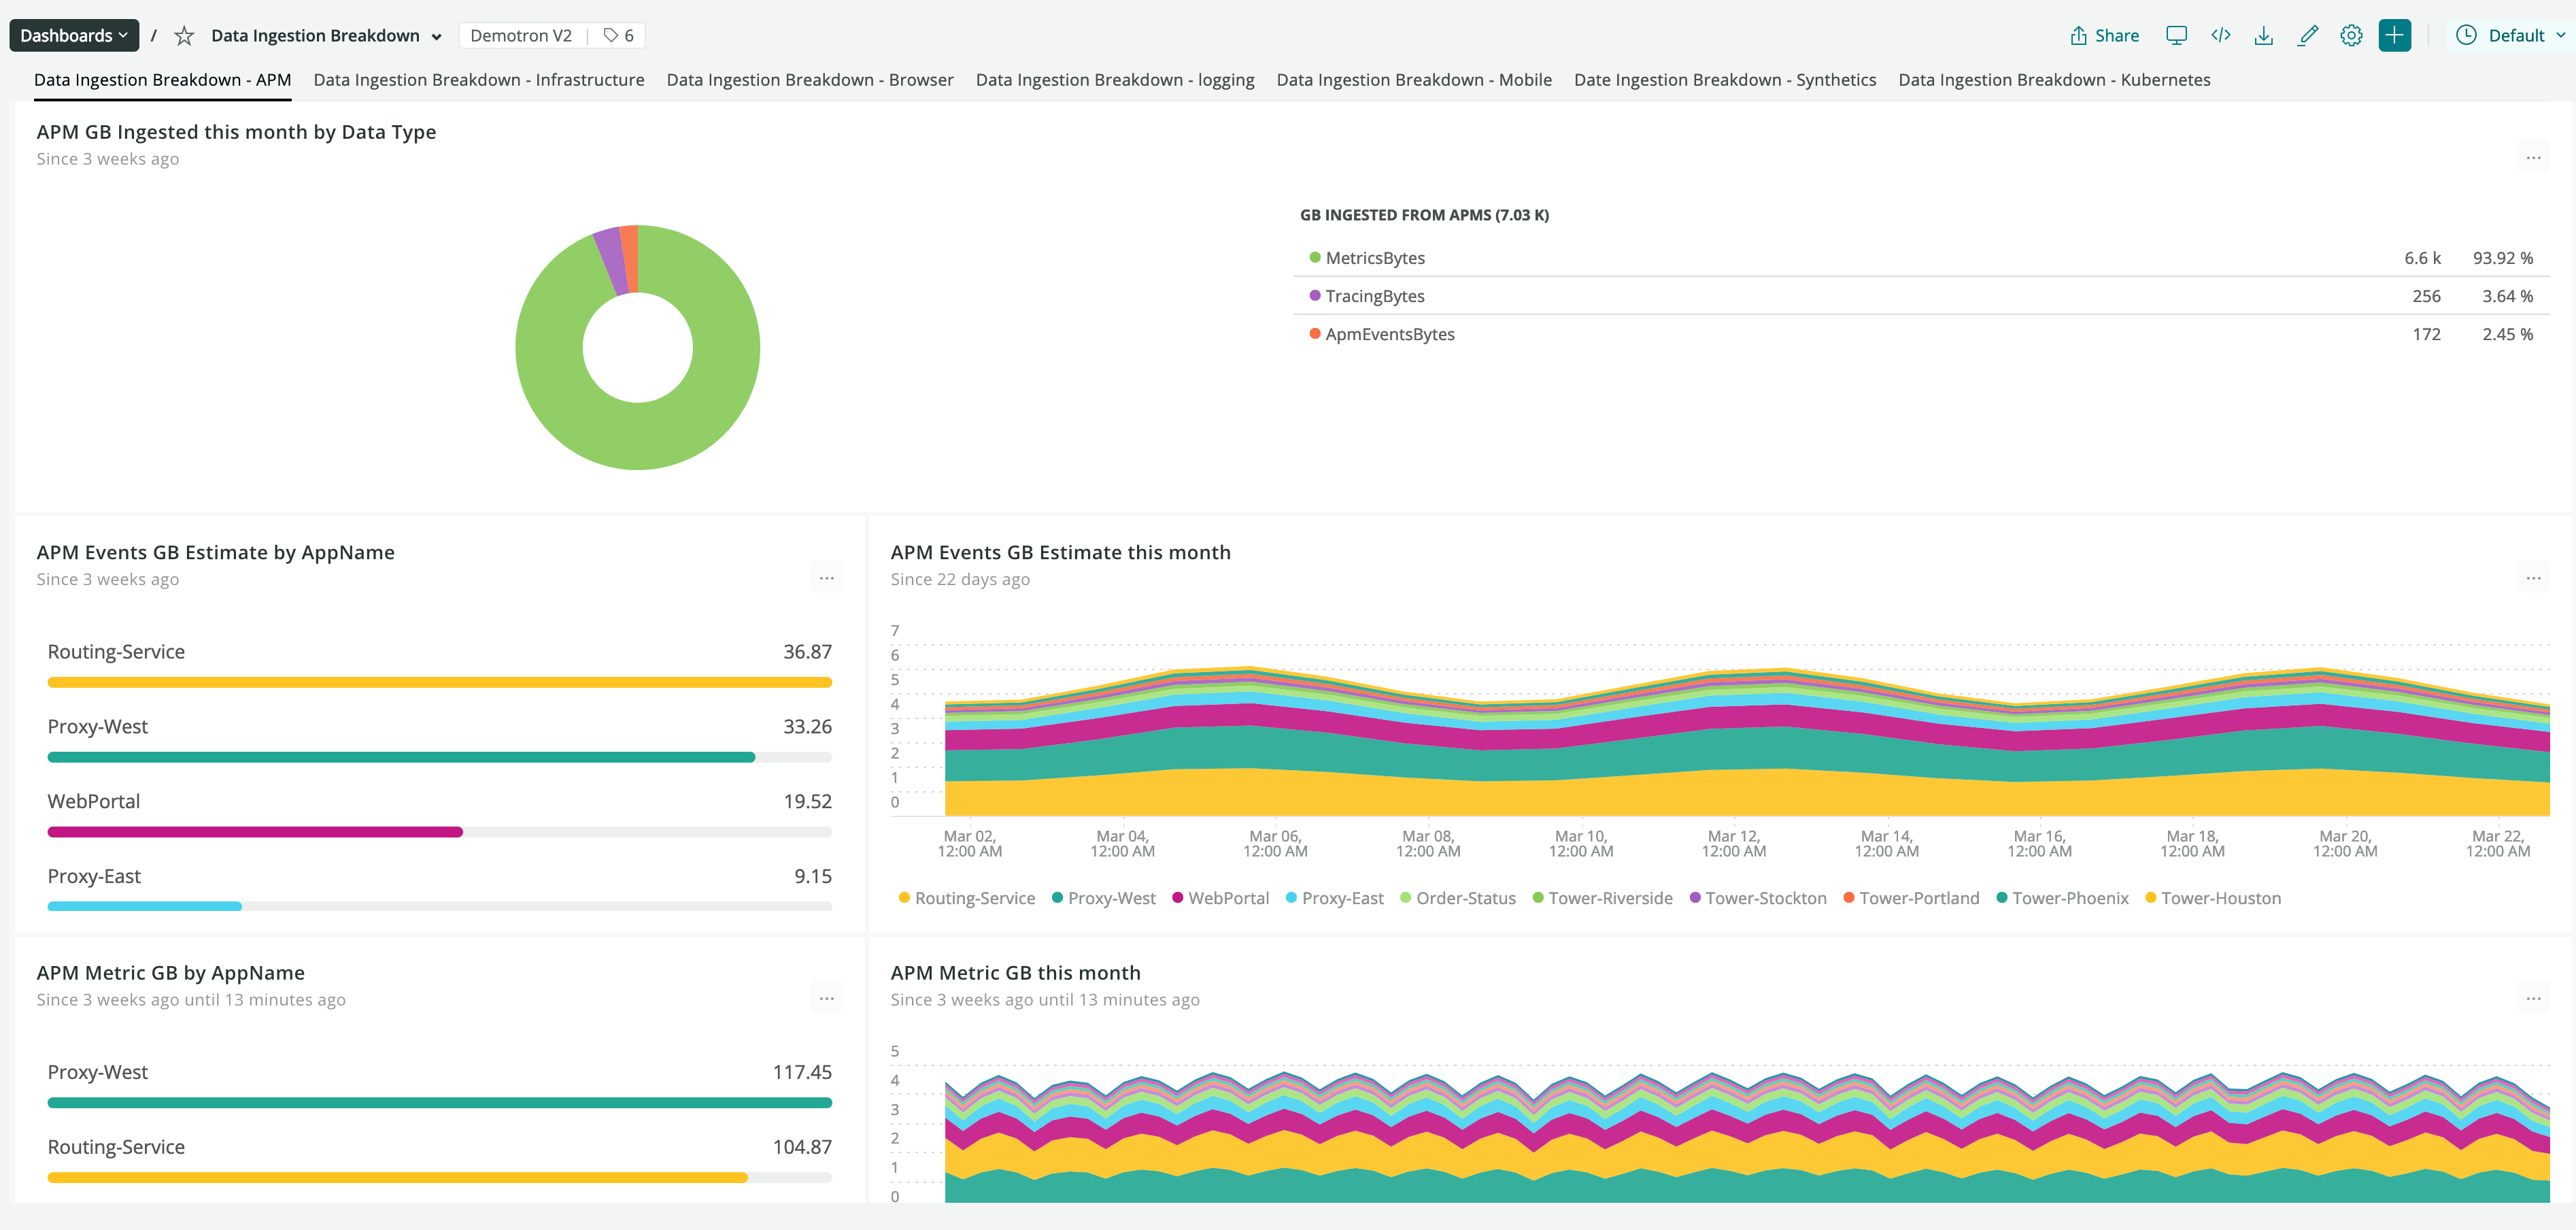 Dashboards / Data Ingestion Breakdown Demotron V2 | 6 Share </> Default
Data Ingestion Breakdown - APM Data Ingestion Breakdown - Infrastructure Data Ingestion Breakdown - Browser Data Ingestion Breakdown - logging Data Ingestion Breakdown - Mobile Date Ingestion Breakdown - Synthetics Data Ingestion Breakdown - Kubernetes
APM GB Ingested this month by Data Type
Since 3 weeks ago
...
GB INGESTED FROM APMS (7.03 K)
MetricsBytes 6.6 k 93.92 %
TracingBytes 256 3.64 %
ApmEventsBytes 172 2.45 %
APM Events GB Estimate by AppName
Since 3 weeks ago
...
Routing-Service 36.87
Proxy-West 33.26
WebPortal 19.52
Proxy-East 9.15
APM Events GB Estimate this month
Since 22 days ago
...
7
6
5
4
3
2
1
0
Mar 02, Mar 04, Mar 06, Mar 08, Mar 10, Mar 12, Mar 14, Mar 16, Mar 18, Mar 20, Mar 22,
12:00 AM 12:00 AM 12:00 AM 12:00 AM 12:00 AM 12:00 AM 12:00 AM 12:00 AM 12:00 AM 12:00 AM 12:00 AM
Routing-Service Proxy-West WebPortal Proxy-East Order-Status Tower-Riverside Tower-Stockton Tower-Portland Tower-Phoenix Tower-Houston
APM Metric GB by AppName
Since 3 weeks ago until 13 minutes ago
...
Proxy-West 117.45
Routing-Service 104.87
APM Metric GB this month
Since 3 weeks ago until 13 minutes ago
...
5
4
3
2
1
0